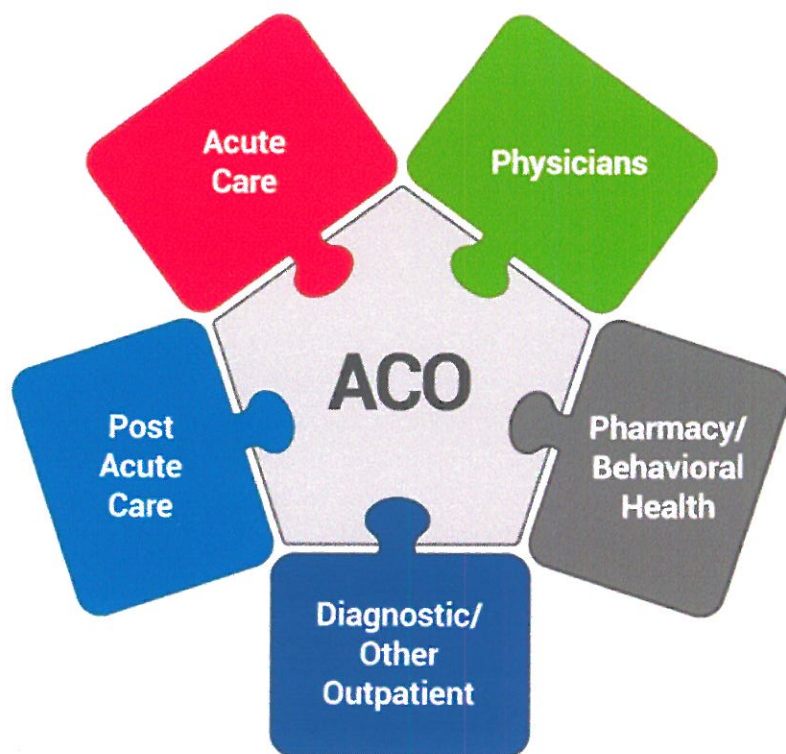 Acute
Care
Physicians
ACO
Post
Acute
Care
Pharmacy/
Behavioral
Health
Diagnostic/
Other
Outpatient